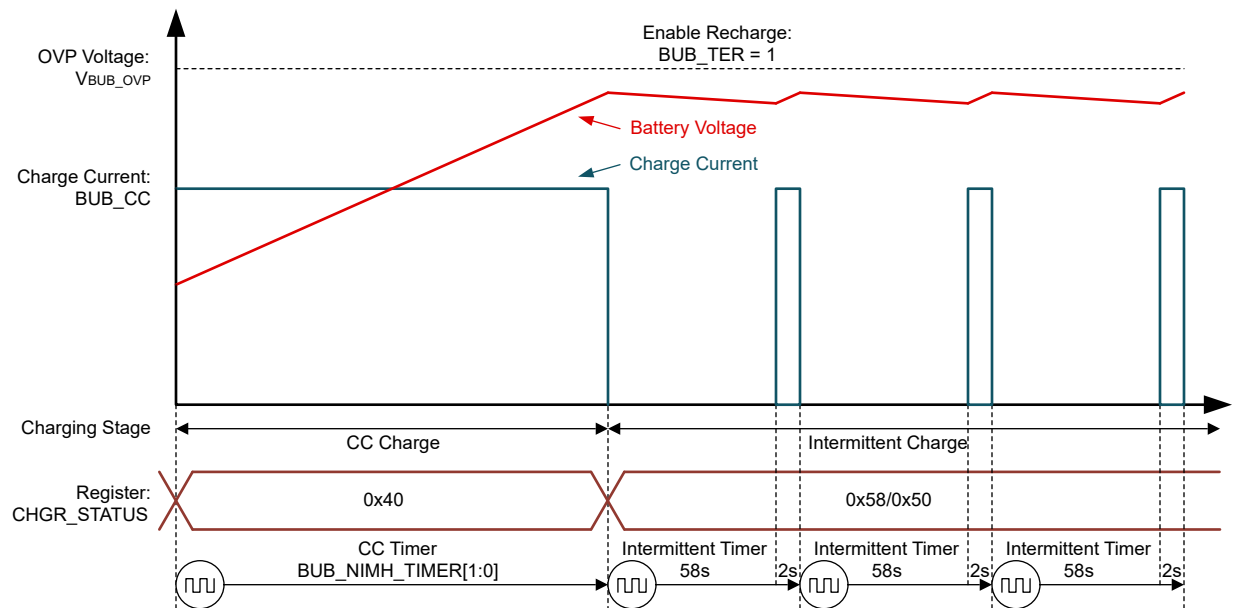 Enable Recharge:
BUB_TER = 1
OVP Voltage:
VBUB_OVP
Battery Voltage
Charge Current
Charge Current:
BUB_CC
Charging Stage
CC Charge
Intermittent Charge
Register:
CHGR_STATUS
0x40
0x58/0x50
CC Timer
BUB_NIMH_TIMER[1:0]
Intermittent Timer
58s
2s
Intermittent Timer
58s
2s
Intermittent Timer
58s
2s